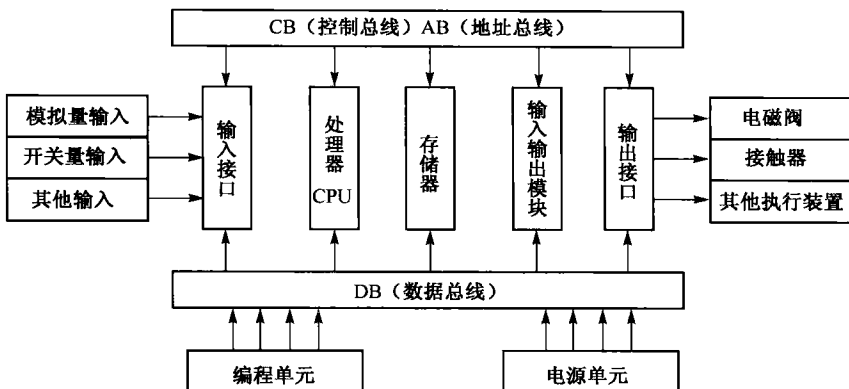 CB（控制总线）AB（地址总线）
模拟量输入
开关量输入
其他输入
输入接口
处理器
CPU
存储器
输入输出模块
输出接口
电磁阀
接触器
其他执行装置
DB（数据总线）
编程单元
电源单元